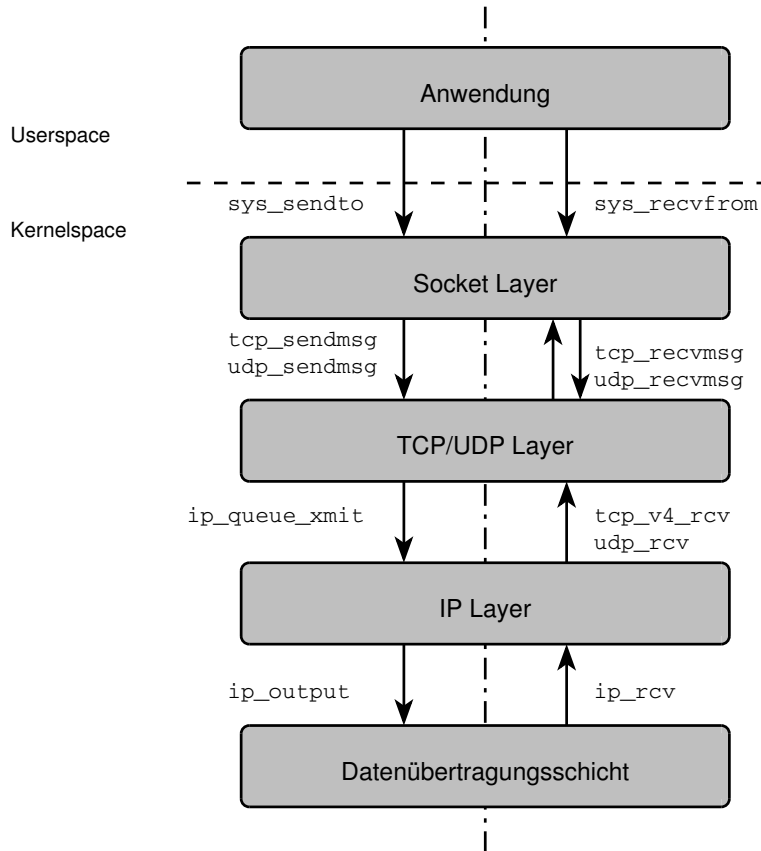 Anwendung
Userspace
sys_sendto
sys_recvfrom
Kernelspace
Socket Layer
tcp_sendmsg
udp_sendmsg
tcp_recvmsg
udp_recvmsg
TCP/UDP Layer
ip_queue_xmit
tcp_v4_rcv
udp_rcv
IP Layer
ip_output
ip_rcv
Datenübertragungsschicht